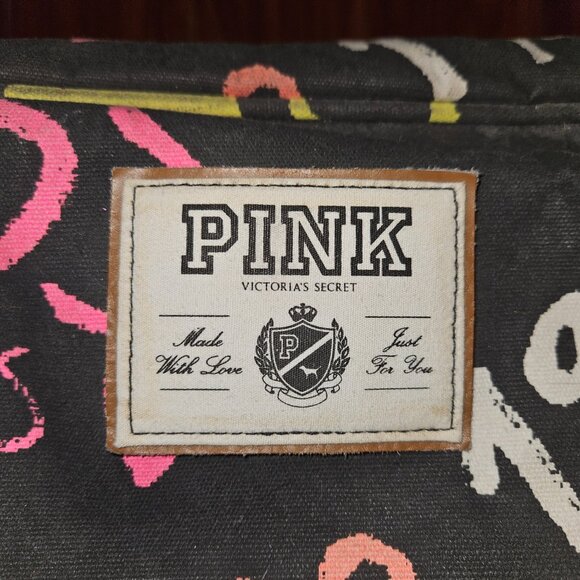 PINK
VICTORIA'S SECRET
Made
With Love
P
Just
For You